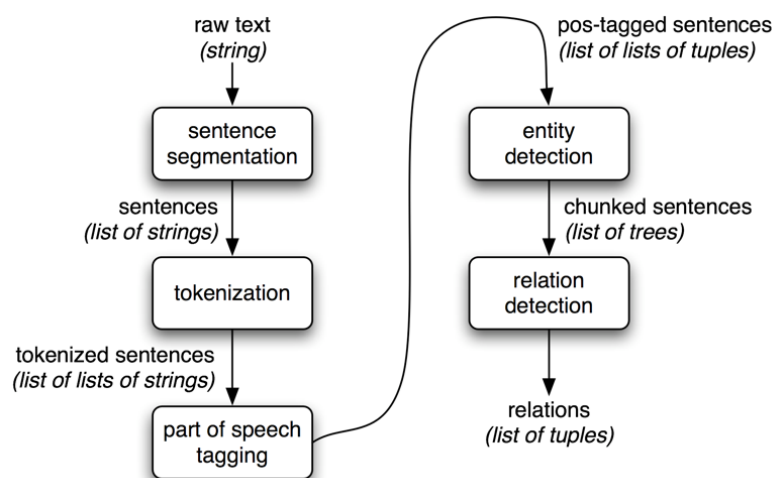 raw text
(string)
sentence
segmentation
sentences
(list of strings)
tokenization
tokenized sentences
(list of lists of strings)
part of speech
tagging
pos-tagged sentences
(list of lists of tuples)
entity
detection
chunked sentences
(list of trees)
relation
detection
relations
(list of tuples)